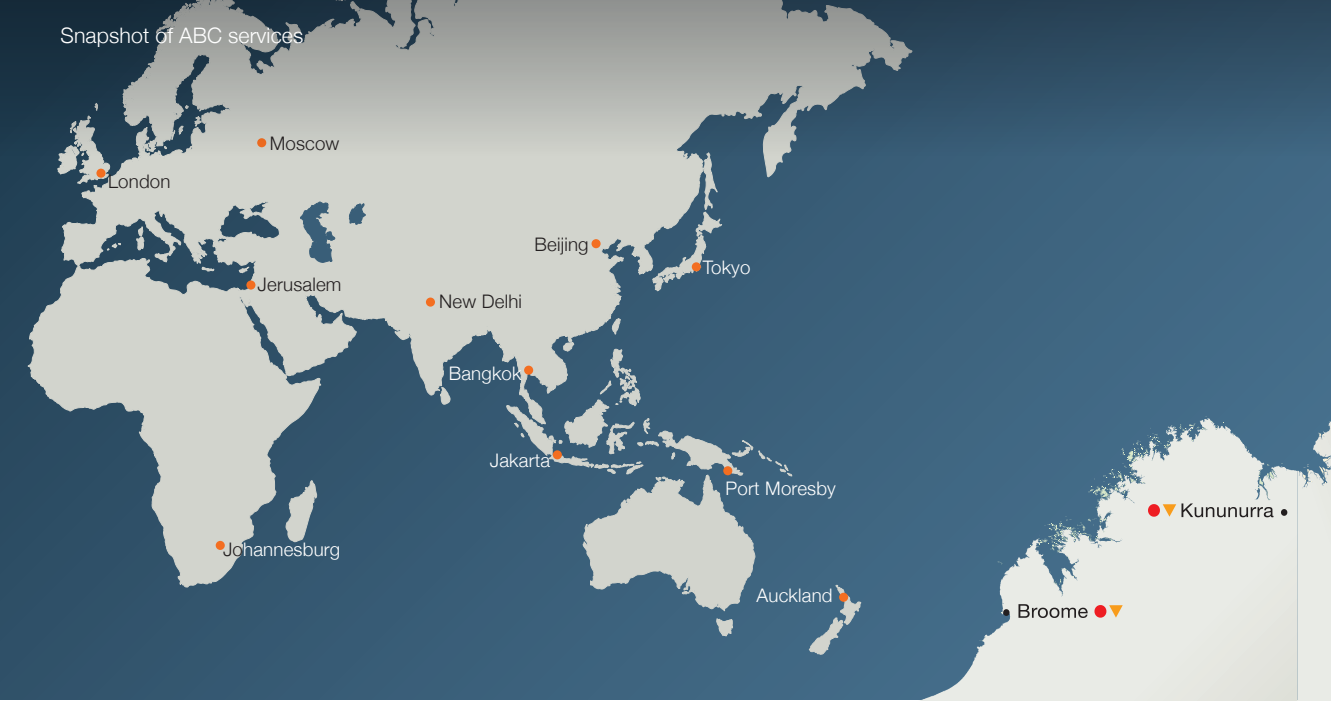 Snapshot of ABC services
Moscow
London
Beijing
Tokyo
Jerusalem
New Delhi
Bangkok
Jakarta
Port Moresby
Kununurra
Johannesburg
Auckland
Broome